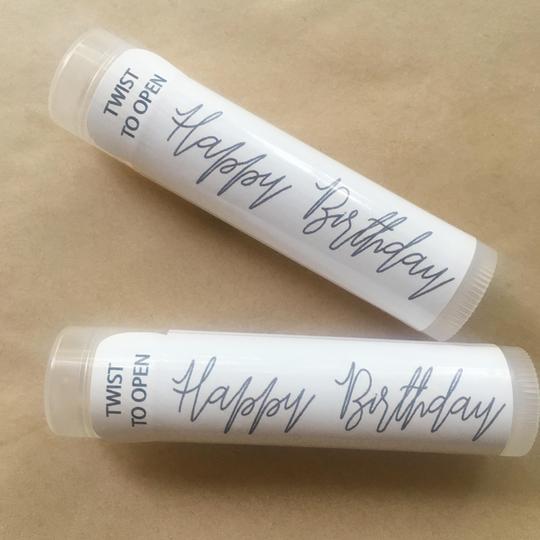 TWIST
TO OPEN
Happy Birthday
TWIST
TO OPEN
Happy Birthday